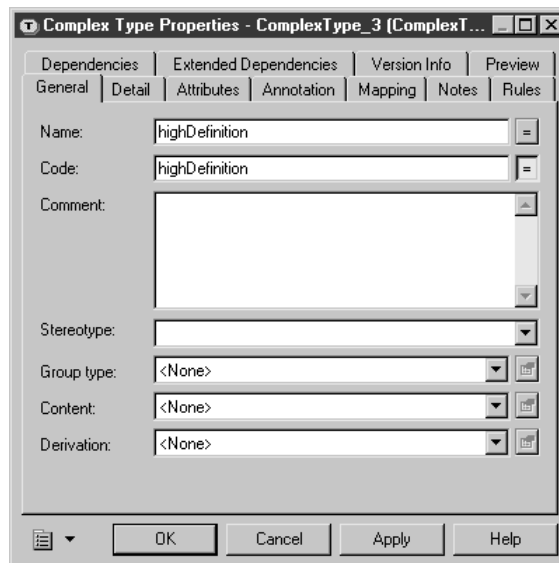 Complex Type Properties - ComplexType_3 (ComplexT...
Dependencies Extended Dependencies Version Info Preview
General Detail Attributes Annotation Mapping Notes Rules
Name: highDefinition =
Code: highDefinition =
Comment:
Stereotype:
Group type: <None>
Content: <None>
Derivation: <None>
OK Cancel Apply Help